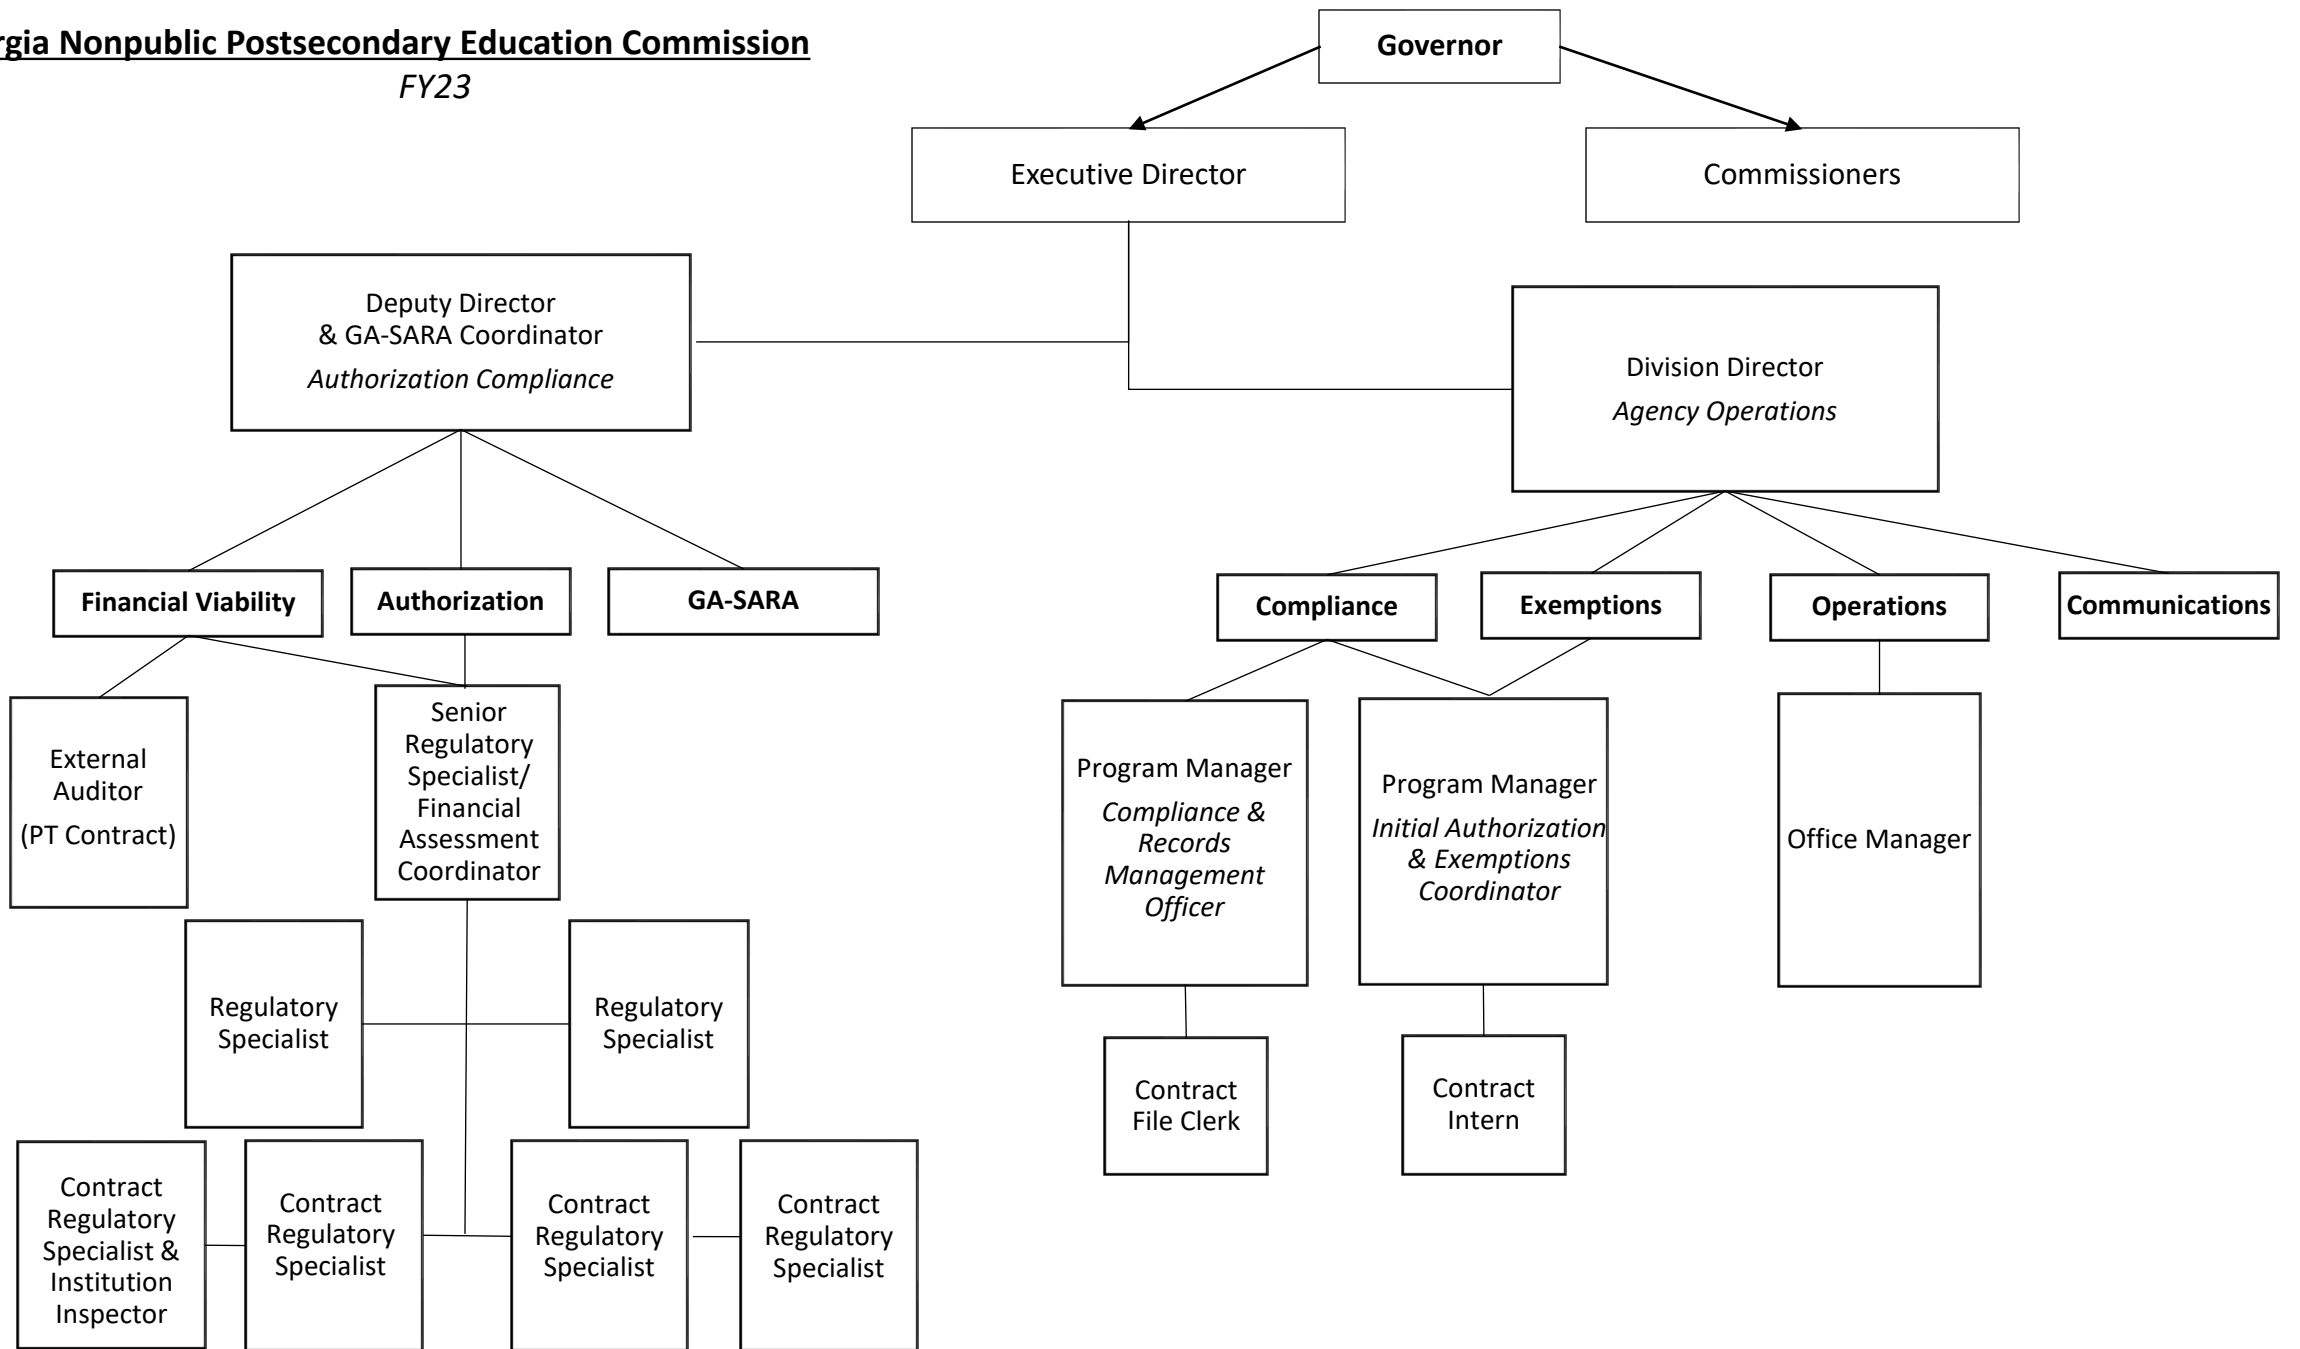 rgia Nonpublic Postsecondary Education Commission
FY23
Governor
Executive Director
Commissioners
Deputy Director
& GA-SARA Coordinator
Authorization Compliance
Division Director
Agency Operations
Financial Viability
Authorization
GA-SARA
Compliance
Exemptions
Operations
Communications
External
Auditor
(PT Contract)
Senior
Regulatory
Specialist/
Financial
Assessment
Coordinator
Program Manager
Compliance &
Records
Management
Officer
Program Manager
Initial Authorization
& Exemptions
Coordinator
Office Manager
Regulatory
Specialist
Regulatory
Specialist
Contract
File Clerk
Contract
Intern
Contract
Regulatory
Specialist &
Institution
Inspector
Contract
Regulatory
Specialist
Contract
Regulatory
Specialist
Contract
Regulatory
Specialist